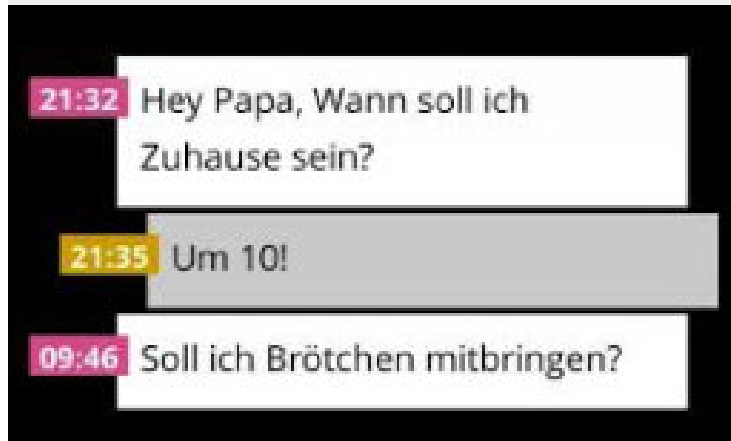 21:32 Hey Papa, Wann soll ich
Zuhause sein?
21:35 Um 10!
09:46 Soll ich Brötchen mitbringen?